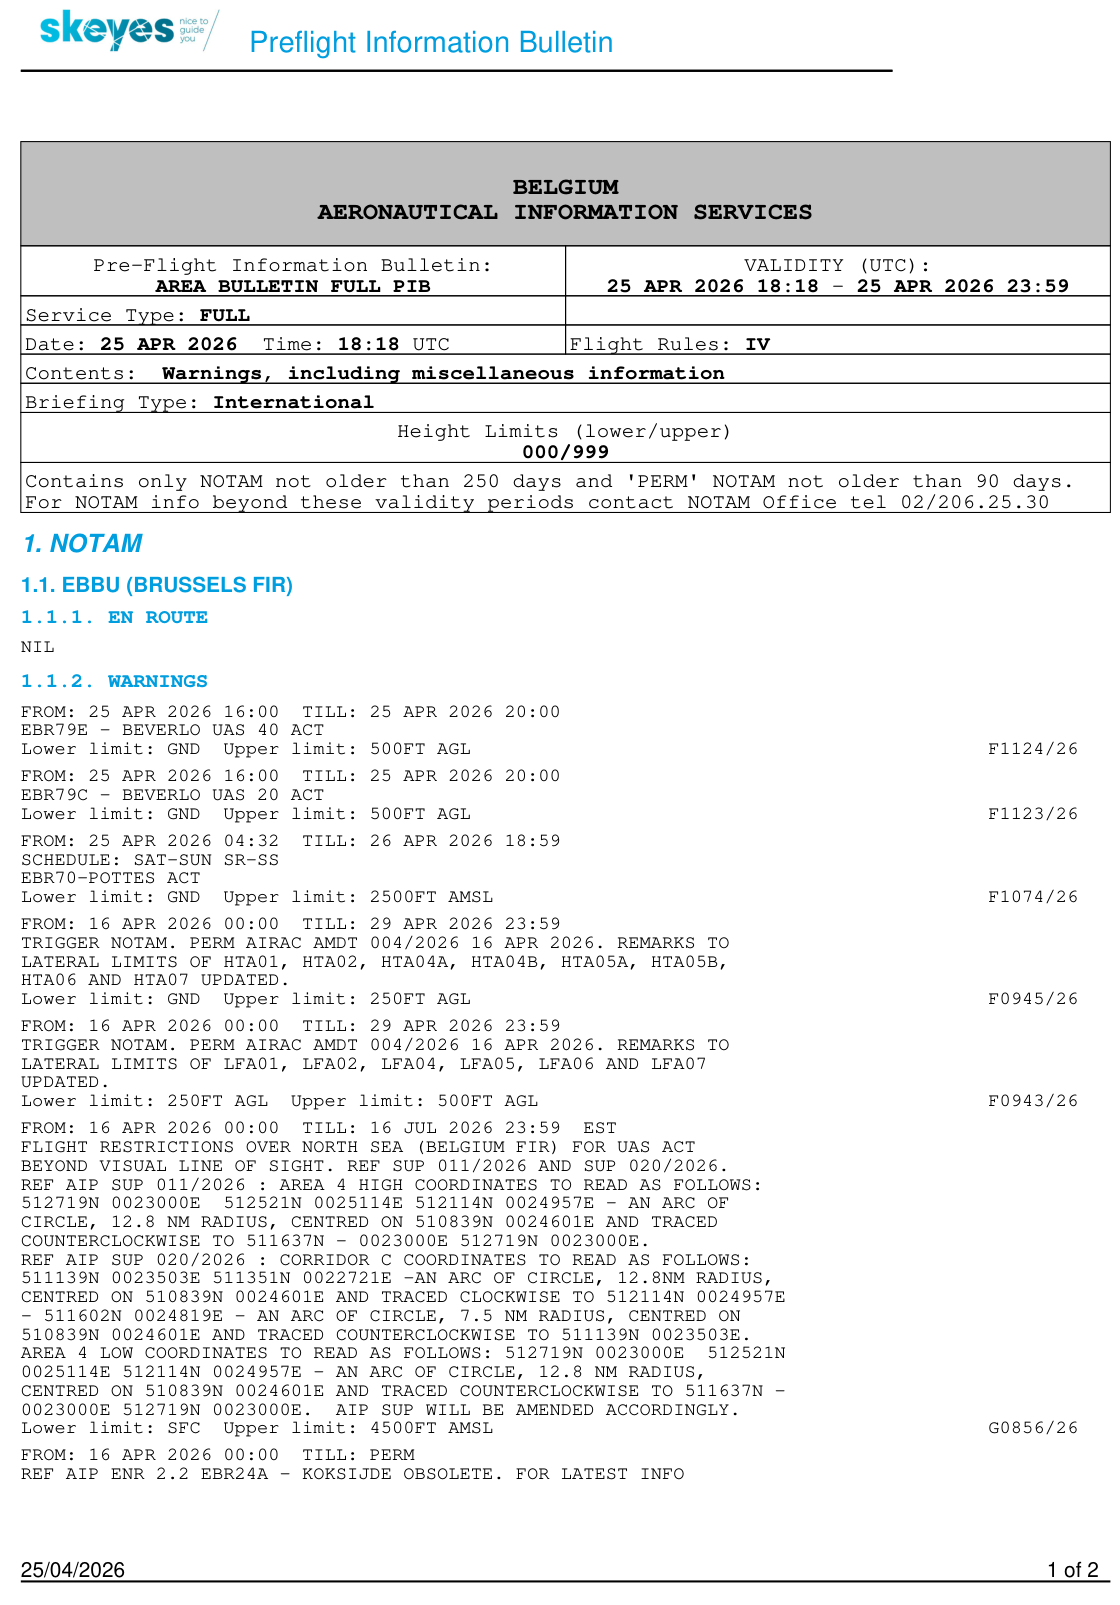 skeyes nice to guide you
Preflight Information Bulletin
BELGIUM
AERONAUTICAL INFORMATION SERVICES
Pre-Flight Information Bulletin:
AREA BULLETIN FULL PIB
VALIDITY (UTC):
25 APR 2026 18:18 - 25 APR 2026 23:59
Service Type: FULL
Date: 25 APR 2026  Time: 18:18 UTC
Flight Rules: IV
Contents:  Warnings, including miscellaneous information
Briefing Type: International
Height Limits (lower/upper)
000/999
Contains only NOTAM not older than 250 days and 'PERM' NOTAM not older than 90 days.
For NOTAM info beyond these validity periods contact NOTAM Office tel 02/206.25.30
1. NOTAM
1.1. EBBU (BRUSSELS FIR)
1.1.1. EN ROUTE
NIL
1.1.2. WARNINGS
FROM: 25 APR 2026 16:00  TILL: 25 APR 2026 20:00
EBR79E - BEVERLO UAS 40 ACT
Lower limit: GND  Upper limit: 500FT AGL F1124/26
FROM: 25 APR 2026 16:00  TILL: 25 APR 2026 20:00
EBR79C - BEVERLO UAS 20 ACT
Lower limit: GND  Upper limit: 500FT AGL F1123/26
FROM: 25 APR 2026 04:32  TILL: 26 APR 2026 18:59
SCHEDULE: SAT-SUN SR-SS
EBR70-POTTES ACT
Lower limit: GND  Upper limit: 2500FT AMSL F1074/26
FROM: 16 APR 2026 00:00  TILL: 29 APR 2026 23:59
TRIGGER NOTAM. PERM AIRAC AMDT 004/2026 16 APR 2026. REMARKS TO
LATERAL LIMITS OF HTA01, HTA02, HTA04A, HTA04B, HTA05A, HTA05B,
HTA06 AND HTA07 UPDATED.
Lower limit: GND  Upper limit: 250FT AGL F0945/26
FROM: 16 APR 2026 00:00  TILL: 29 APR 2026 23:59
TRIGGER NOTAM. PERM AIRAC AMDT 004/2026 16 APR 2026. REMARKS TO
LATERAL LIMITS OF LFA01, LFA02, LFA04, LFA05, LFA06 AND LFA07
UPDATED.
Lower limit: 250FT AGL  Upper limit: 500FT AGL F0943/26
FROM: 16 APR 2026 00:00  TILL: 16 JUL 2026 23:59  EST
FLIGHT RESTRICTIONS OVER NORTH SEA (BELGIUM FIR) FOR UAS ACT
BEYOND VISUAL LINE OF SIGHT. REF SUP 011/2026 AND SUP 020/2026.
REF AIP SUP 011/2026 : AREA 4 HIGH COORDINATES TO READ AS FOLLOWS:
512719N 0023000E  512521N 0025114E 512114N 0024957E - AN ARC OF
CIRCLE, 12.8 NM RADIUS, CENTRED ON 510839N 0024601E AND TRACED
COUNTERCLOCKWISE TO 511637N - 0023000E 512719N 0023000E.
REF AIP SUP 020/2026 : CORRIDOR C COORDINATES TO READ AS FOLLOWS:
511139N 0023503E 511351N 0022721E -AN ARC OF CIRCLE, 12.8NM RADIUS,
CENTRED ON 510839N 0024601E AND TRACED CLOCKWISE TO 512114N 0024957E
- 511602N 0024819E - AN ARC OF CIRCLE, 7.5 NM RADIUS, CENTRED ON
510839N 0024601E AND TRACED COUNTERCLOCKWISE TO 511139N 0023503E.
AREA 4 LOW COORDINATES TO READ AS FOLLOWS: 512719N 0023000E  512521N
0025114E 512114N 0024957E - AN ARC OF CIRCLE, 12.8 NM RADIUS,
CENTRED ON 510839N 0024601E AND TRACED COUNTERCLOCKWISE TO 511637N -
0023000E 512719N 0023000E.  AIP SUP WILL BE AMENDED ACCORDINGLY.
Lower limit: SFC  Upper limit: 4500FT AMSL G0856/26
FROM: 16 APR 2026 00:00  TILL: PERM
REF AIP ENR 2.2 EBR24A - KOKSIJDE OBSOLETE. FOR LATEST INFO
25/04/2026 1 of 2